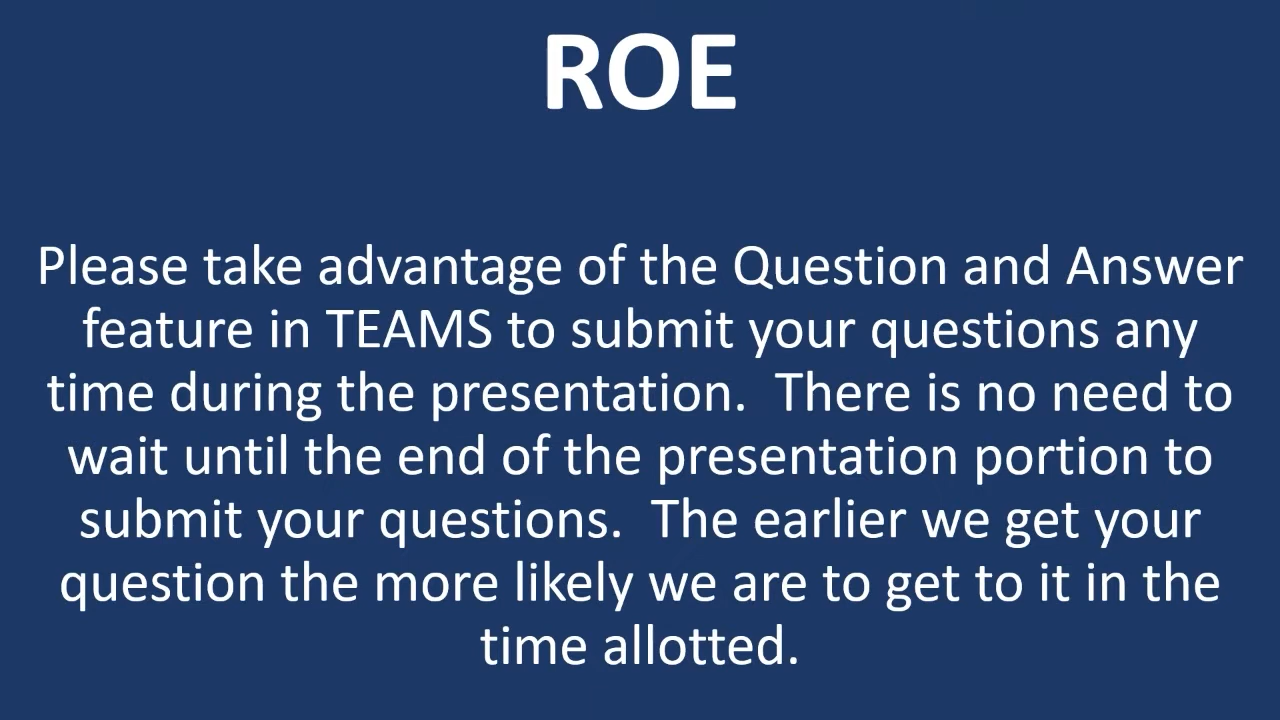 ROE
Please take advantage of the Question and Answer
feature in TEAMS to submit your questions any
time during the presentation.  There is no need to
wait until the end of the presentation portion to
submit your questions.  The earlier we get your
question the more likely we are to get to it in the
time allotted.